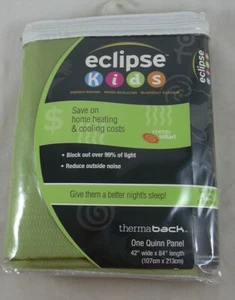 eclipse
Kids
Save on
home heating
& cooling costs
$
• Block out over 99% of light
• Reduce outside noise
Give them a better night's sleep!
thermaback
One Quinn Panel
42" wide x 84" length
(107cm x 213cm)
eclipse